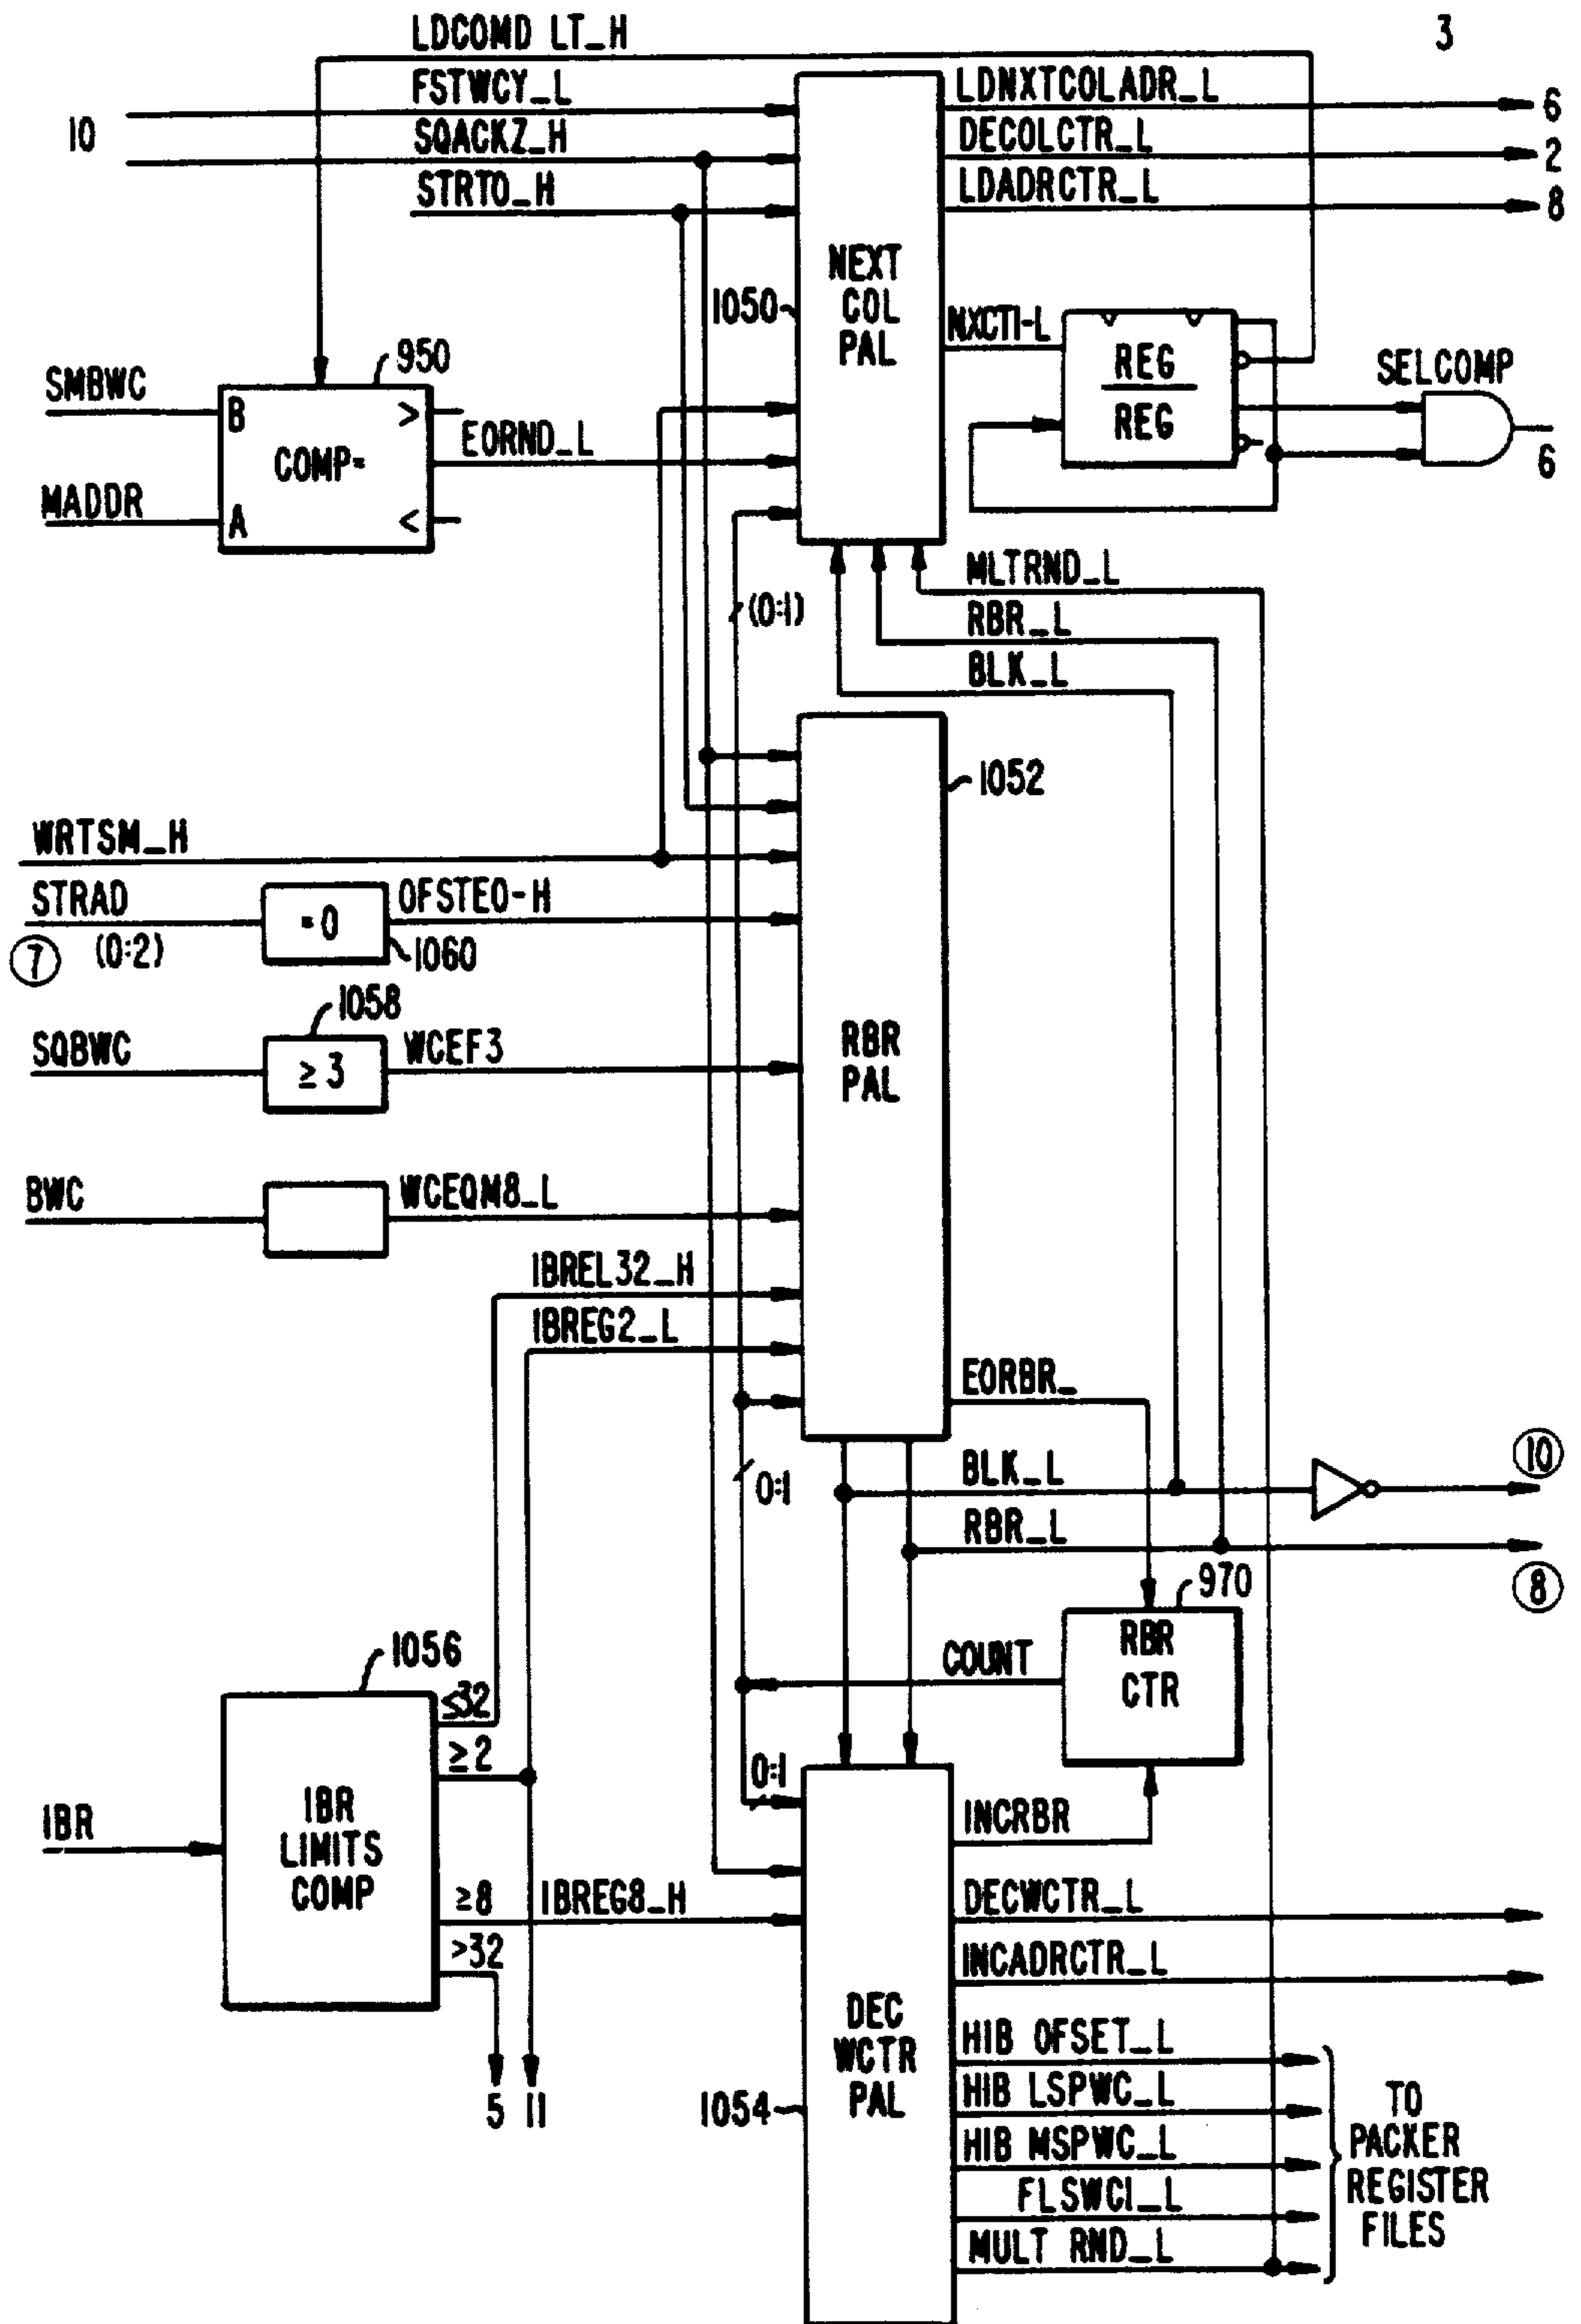 LDCOMD LT_H
3
FSTWCY_L
LDNXTCOLADR_L
6
10
SQACKZ_H
DECOLCTR_L
2
STRTO_H
LDADRCTR_L
8
NEXT
COL
PAL
1050
NXCTI-L
REG
REG
SELCOMP
6
950
SMBWC
B
>
COMP=
EORND_L
MADDR
A
<
(0:1)
MLTRND_L
RBR_L
BLK_L
1052
WRTSM_H
STRAD
=0
OFSTEO-H
7
(0:2)
1060
1058
SQBWC
≥ 3
WCEF3
RBR
PAL
BWC
WCEQM8_L
IBREL32_H
IBREG2_L
EORBR_
0:1
BLK_L
10
RBR_L
8
970
RBR
CTR
COUNT
1056
≤32
≥2
0:1
IBR
IBR
LIMITS
COMP
INCRBR
≥8
IBREG8_H
DECWCTR_L
>32
INCADRCTR_L
5
11
DEC
WCTR
PAL
1054
HIB OFSET_L
HIB LSPWC_L
HIB MSPWC_L
FLSWCI_L
MULT RND_L
TO
PACKER
REGISTER
FILES